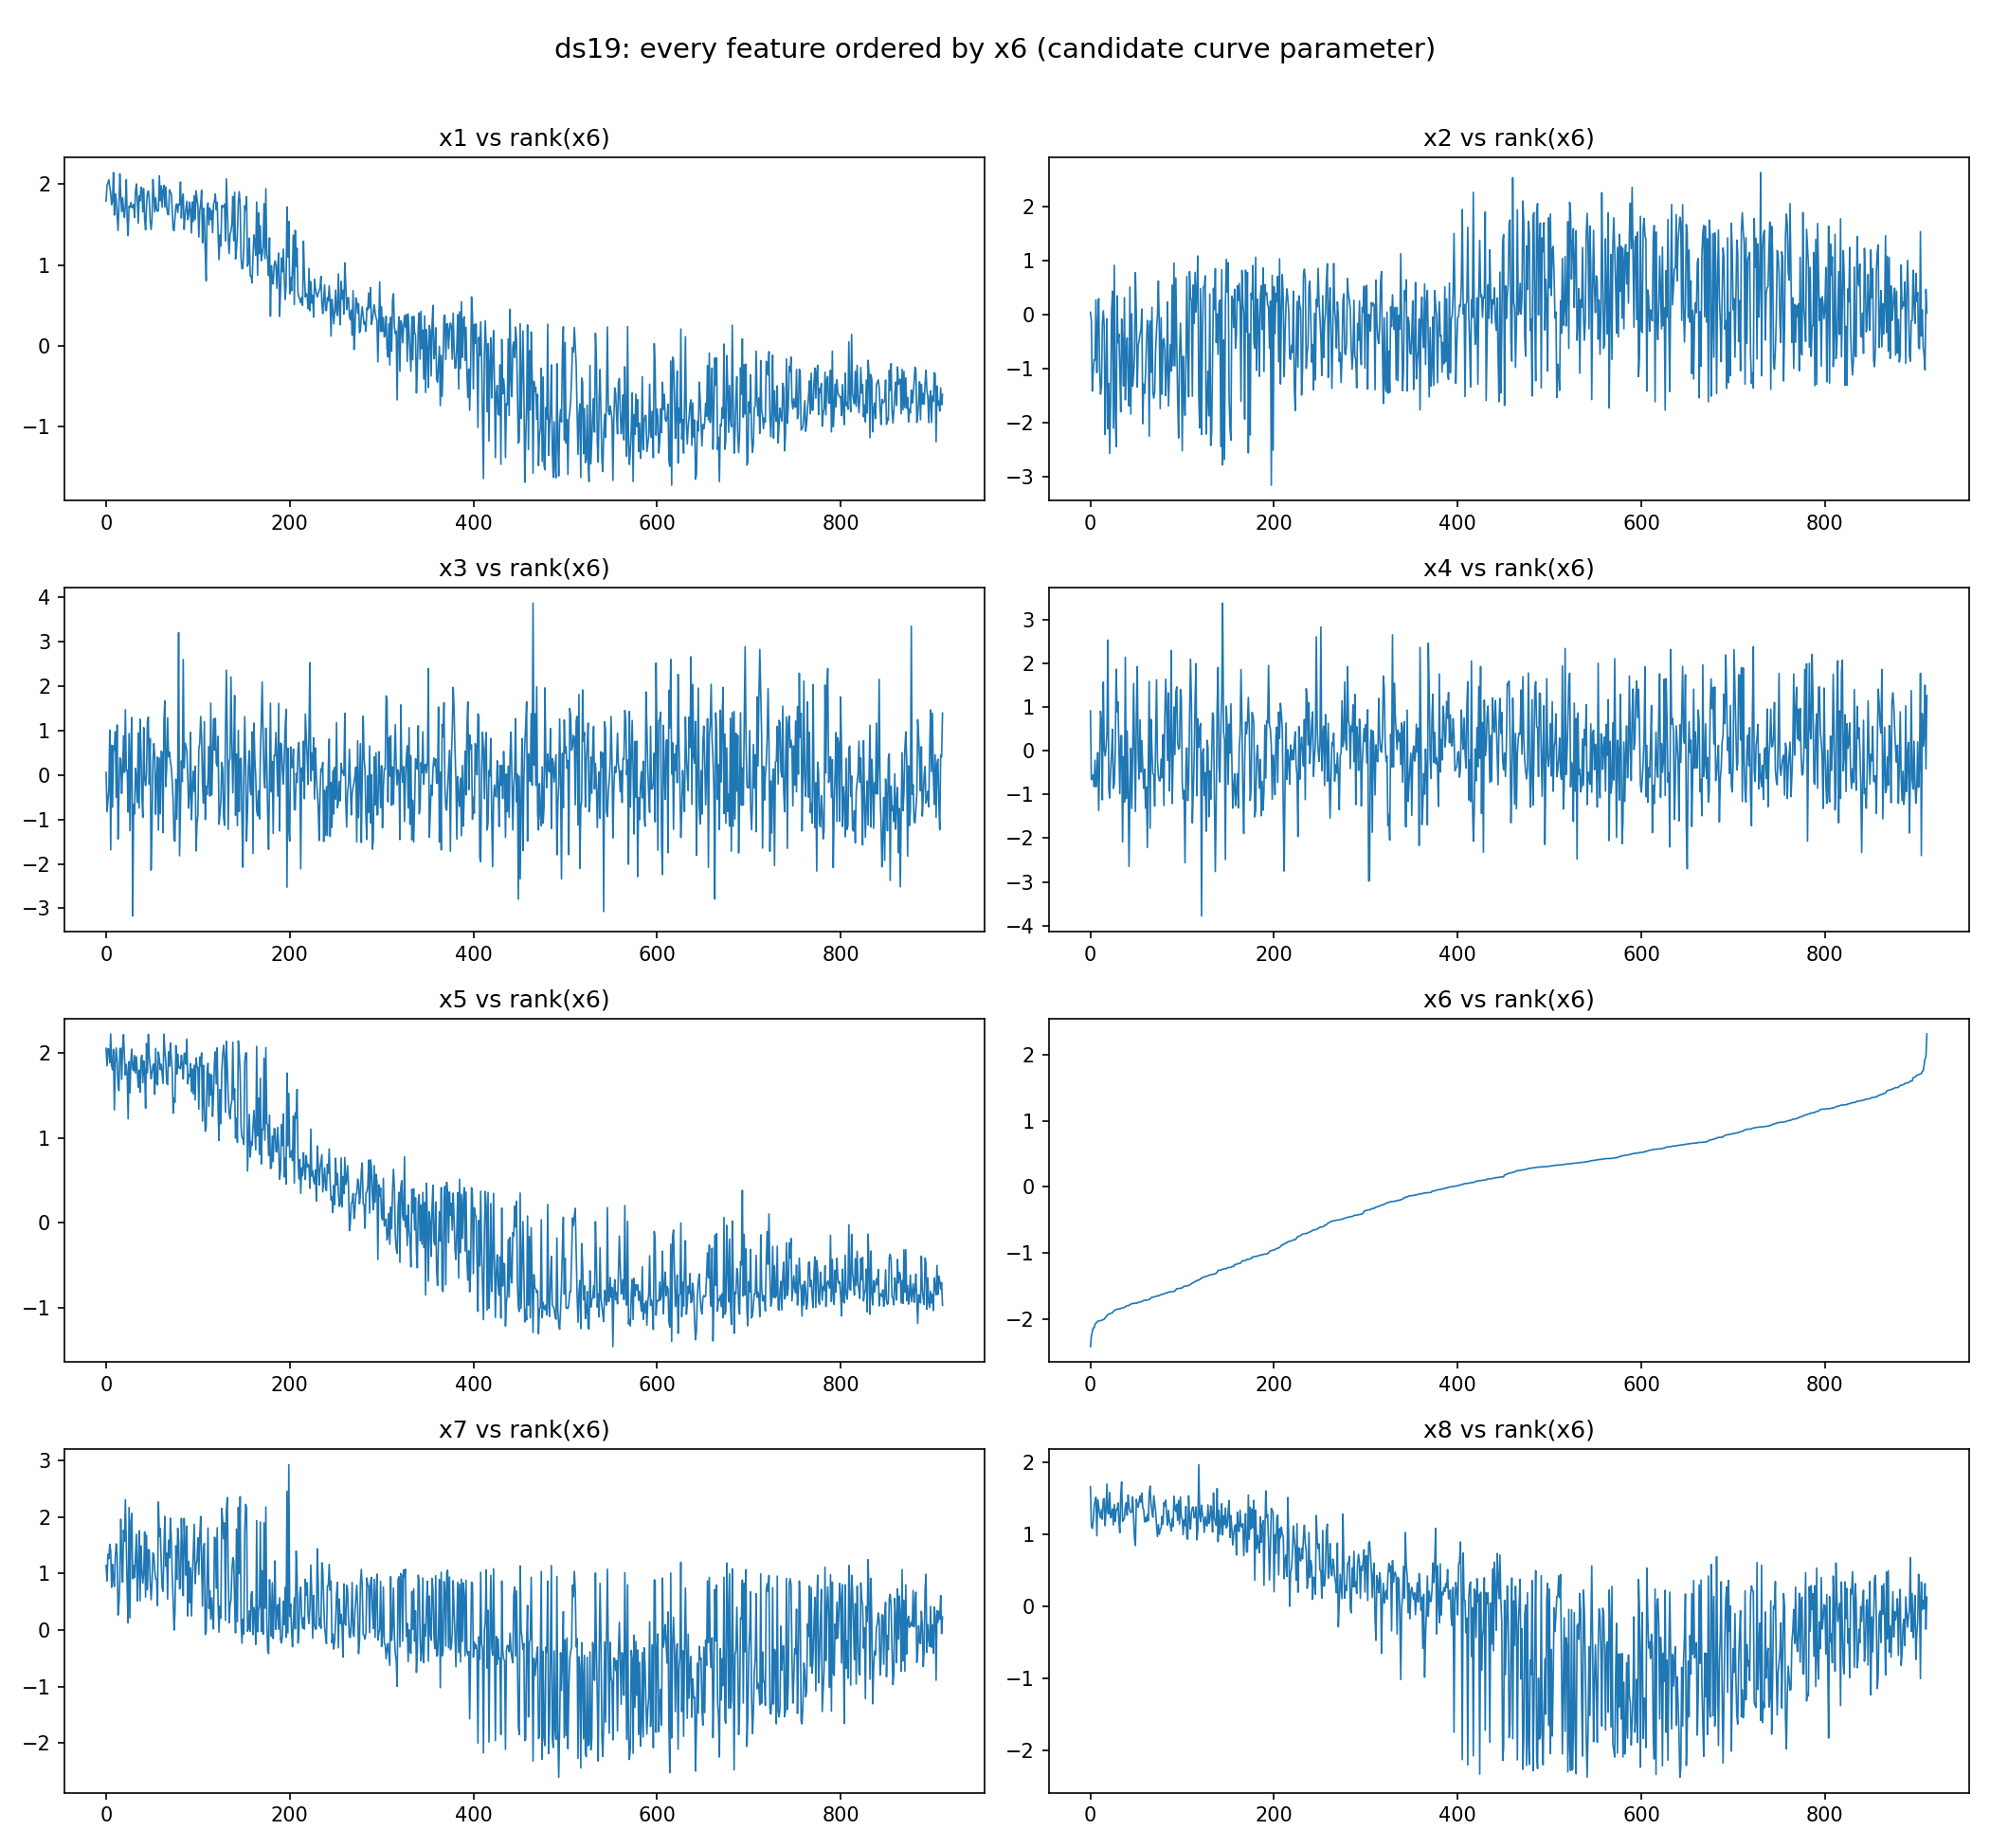 ds19: every feature ordered by x6 (candidate curve parameter)
x1 vs rank(x6)
2
1
0
−1
0 200 400 600 800
x2 vs rank(x6)
2
1
0
−1
−2
−3
0 200 400 600 800
x3 vs rank(x6)
4
3
2
1
0
−1
−2
−3
0 200 400 600 800
x4 vs rank(x6)
3
2
1
0
−1
−2
−3
−4
0 200 400 600 800
x5 vs rank(x6)
2
1
0
−1
0 200 400 600 800
x6 vs rank(x6)
2
1
0
−1
−2
0 200 400 600 800
x7 vs rank(x6)
3
2
1
0
−1
−2
0 200 400 600 800
x8 vs rank(x6)
2
1
0
−1
−2
0 200 400 600 800